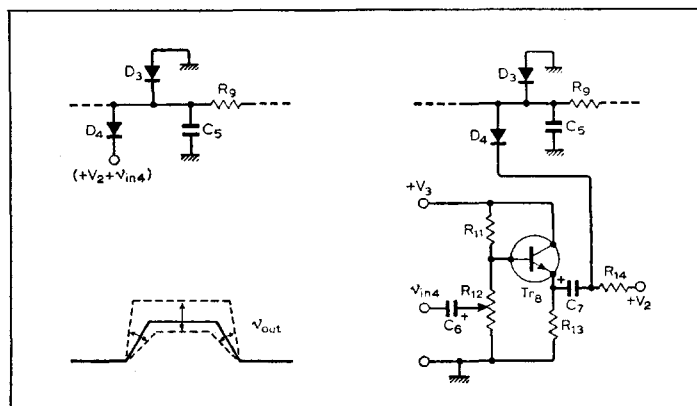 D3
R9
D4
C5
(+V2+vin4)
vout
D3
R9
D4
C5
+V3
R11
R14
Tr8
C7
+V2
vin4
R12
C6
R13
+
+